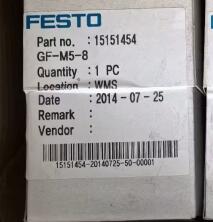 FESTO
Part no. : 15151454
GF-M5-8
Quantity : 1 PC
Location : WMS
Date : 2014 - 07 - 25
Remark :
Vendor :
15151454-20140725-50-00001